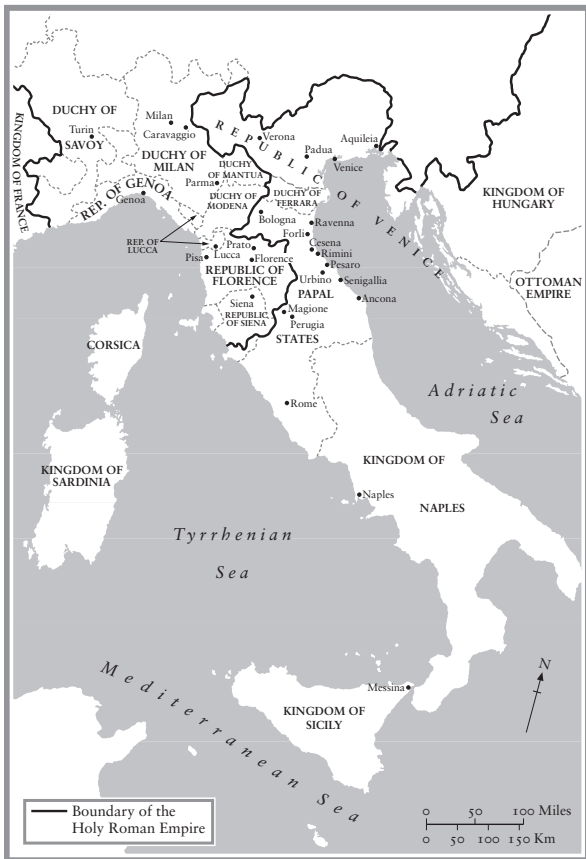 DUCHY OF
SAVOY
Turin
Milan
Caravaggio
DUCHY OF
MILAN
KINGDOM OF FRANCE
REP. OF GENOA
Genoa
Parma
DUCHY
OF MANTUA
DUCHY OF
MODENA
DUCHY OF
FERRARA
REPUBLIC OF VENICE
Verona
Padua
Venice
Aquileia
KINGDOM OF
HUNGARY
OTTOMAN
EMPIRE
Bologna
Ravenna
Forlì
Cesena
Rimini
Pesaro
Urbino
Senigallia
Ancona
REP. OF
LUCCA
Lucca
Prato
Florence
Pisa
REPUBLIC OF
FLORENCE
Siena
REPUBLIC
OF SIENA
PAPAL
STATES
Magione
Perugia
CORSICA
Rome
Adriatic
Sea
KINGDOM OF
SARDINIA
KINGDOM OF
NAPLES
Naples
Tyrrhenian
Sea
Messina
KINGDOM OF
SICILY
Mediterranean Sea
N
Boundary of the
Holy Roman Empire
0 50 100 Miles
0 50 100 150 Km